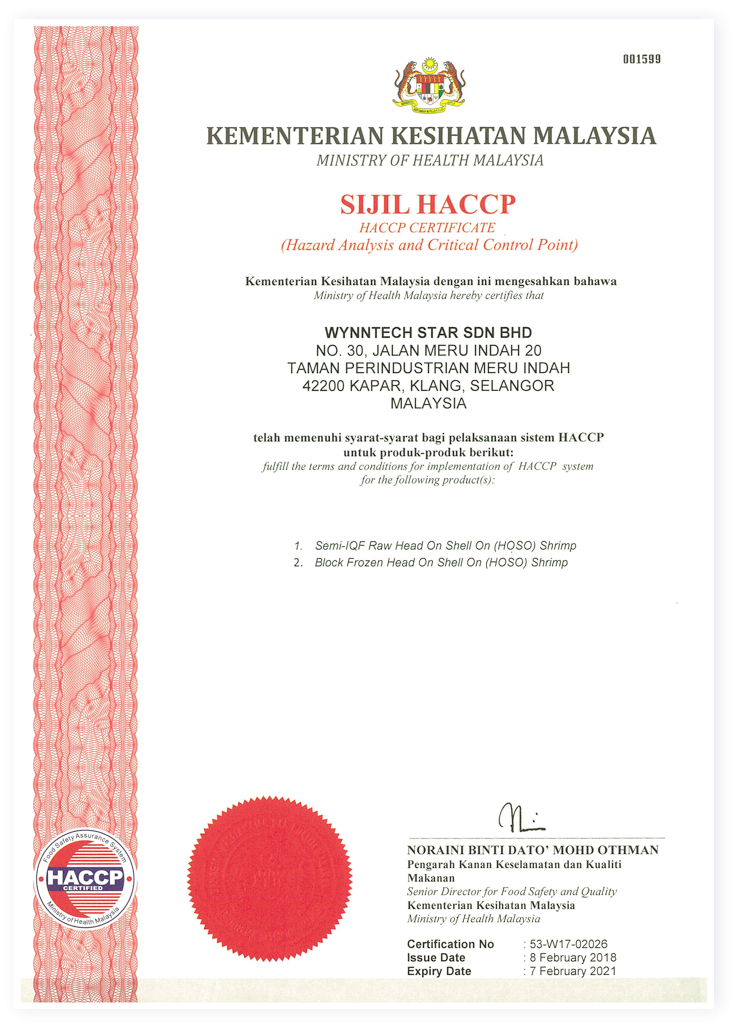 001599
KEMENTERIAN KESIHATAN MALAYSIA
MINISTRY OF HEALTH MALAYSIA
SIJIL HACCP
HACCP CERTIFICATE
(Hazard Analysis and Critical Control Point)
Kementerian Kesihatan Malaysia dengan ini mengesahkan bahawa
Ministry of Health Malaysia hereby certifies that
WYNNTECH STAR SDN BHD
NO. 30, JALAN MERU INDAH 20
TAMAN PERINDUSTRIAN MERU INDAH
42200 KAPAR, KLANG, SELANGOR
MALAYSIA
telah memenuhi syarat-syarat bagi pelaksanaan sistem HACCP
untuk produk-produk berikut:
fulfill the terms and conditions for implementation of HACCP system
for the following product(s):
1. Semi-IQF Raw Head On Shell On (HOSO) Shrimp
2. Block Frozen Head On Shell On (HOSO) Shrimp
NORAINI BINTI DATO' MOHD OTHMAN
Pengarah Kanan Keselamatan dan Kualiti
Makanan
Senior Director for Food Safety and Quality
Kementerian Kesihatan Malaysia
Ministry of Health Malaysia
Certification No : 53-W17-02026
Issue Date : 8 February 2018
Expiry Date : 7 February 2021
Food Safety Assurance System
HACCP
CERTIFIED
Ministry of Health Malaysia